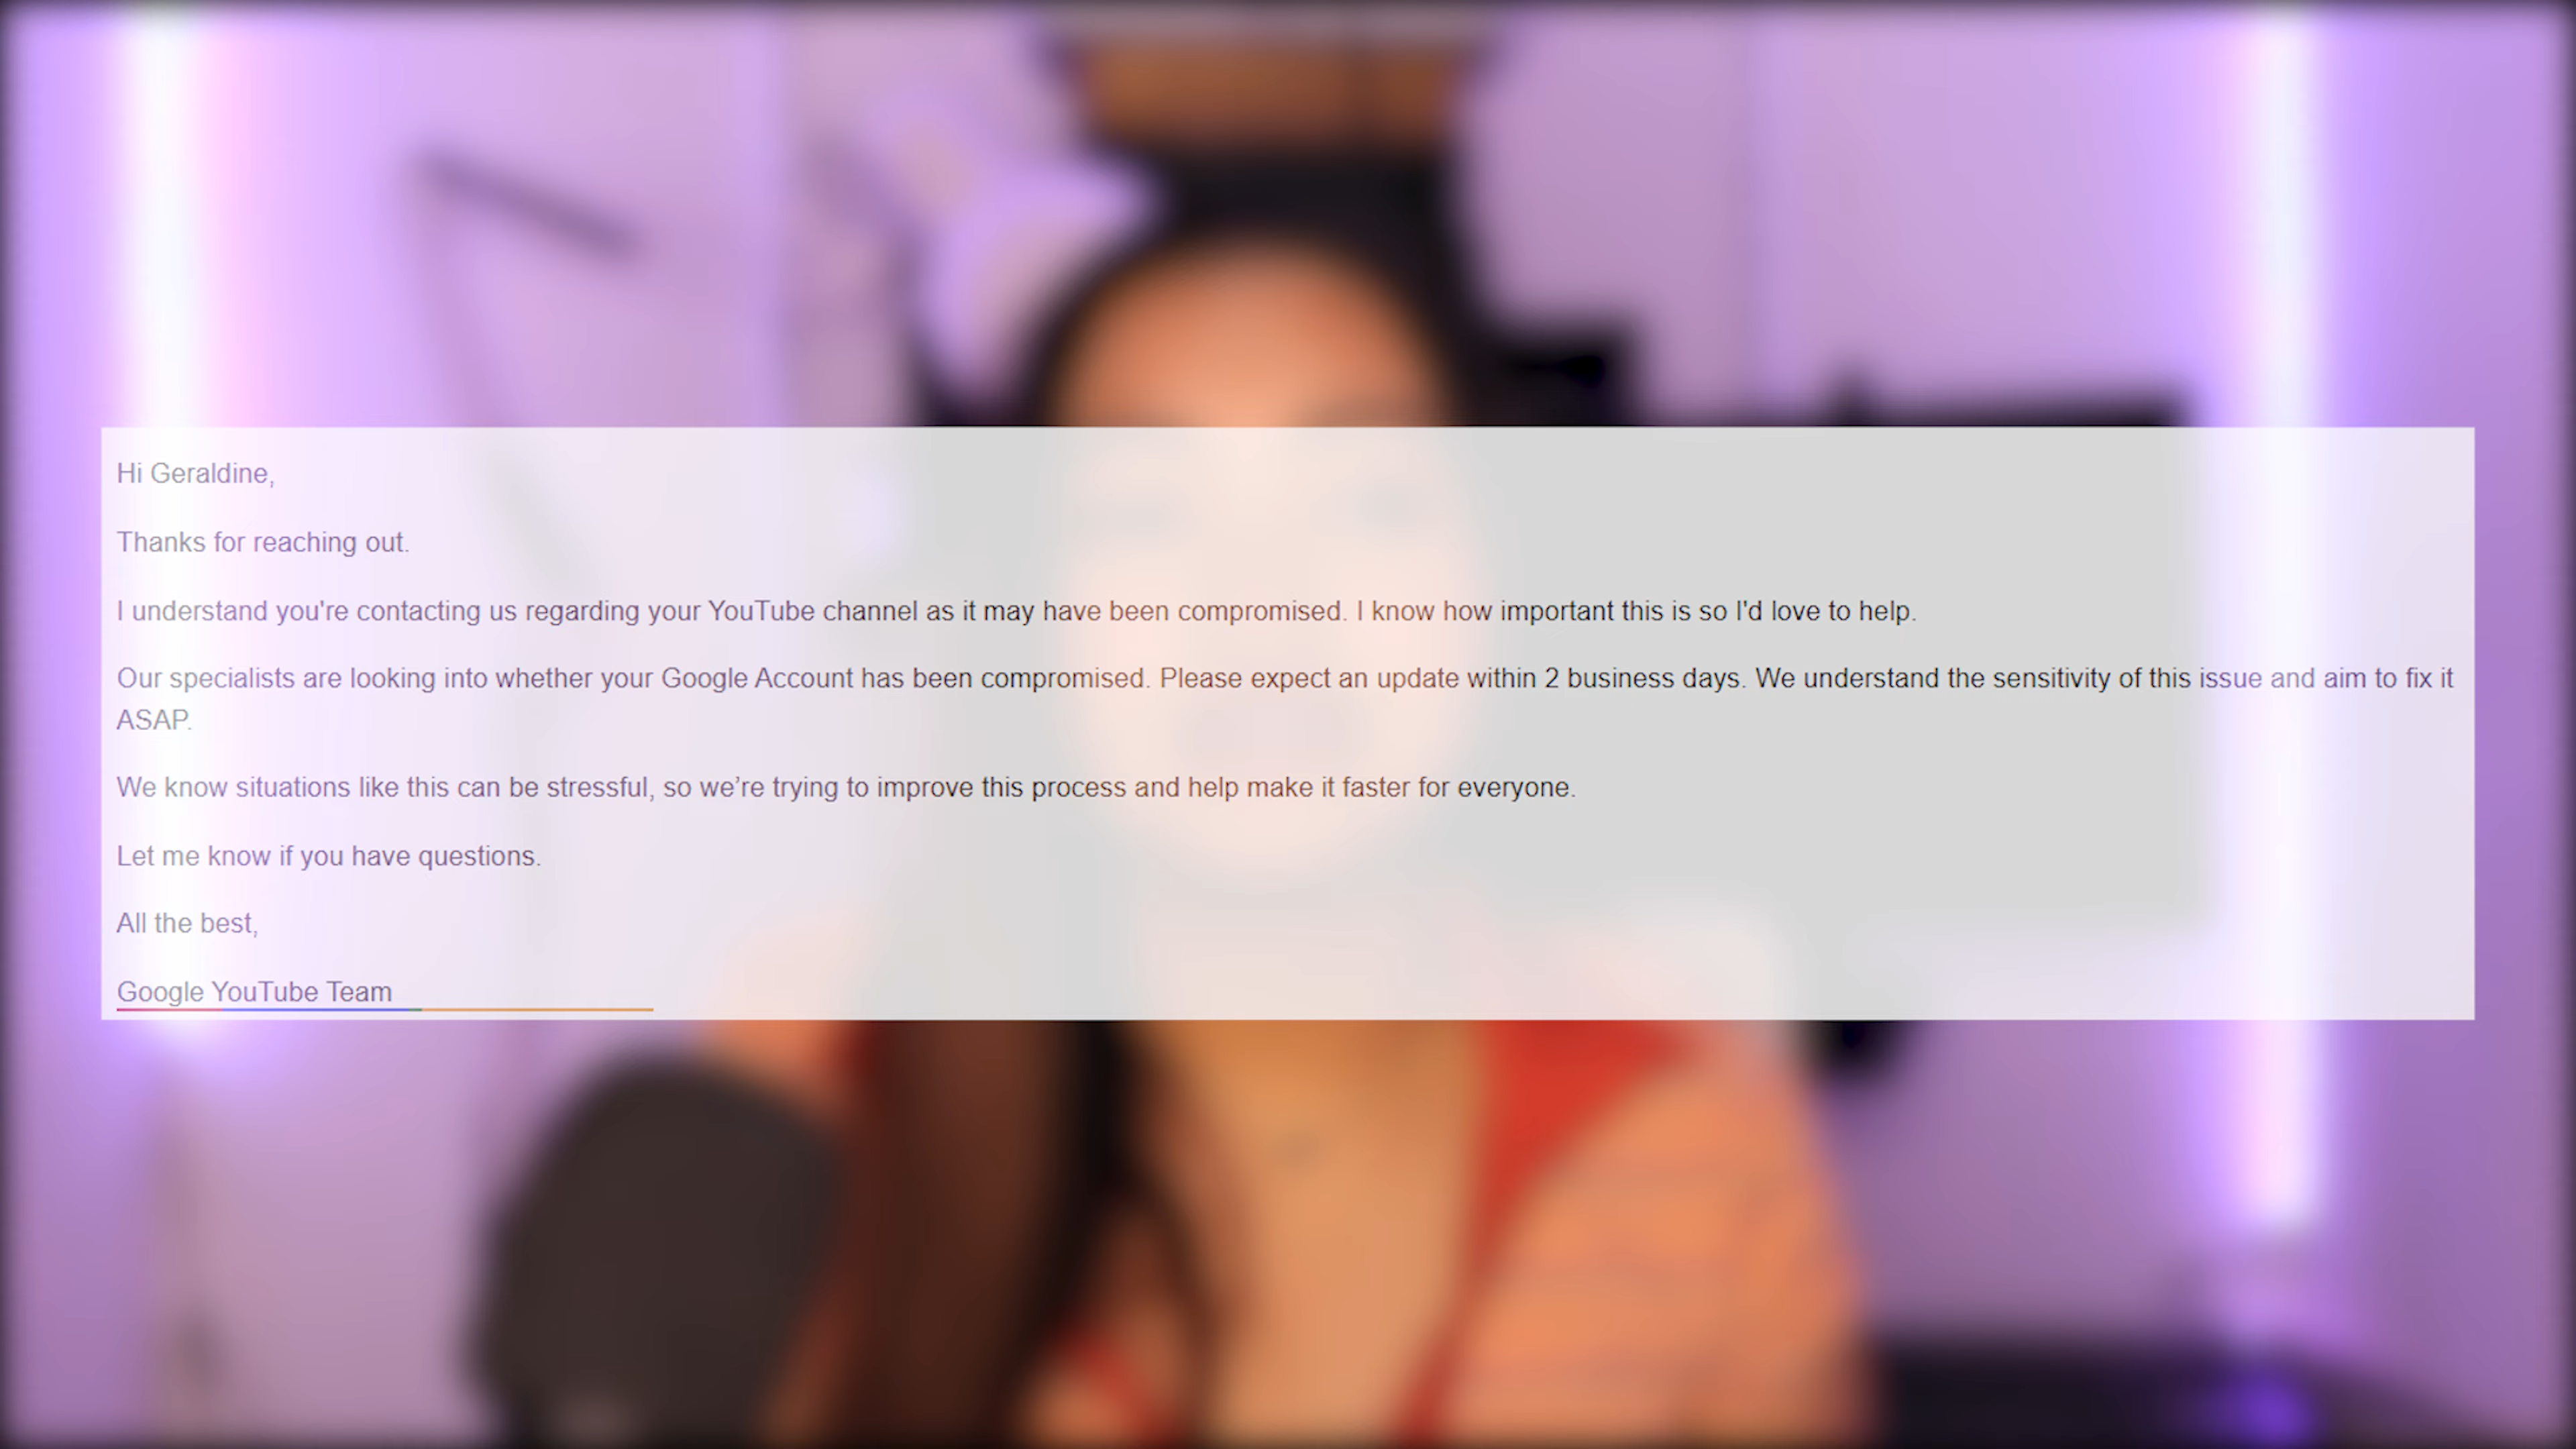 Hi Geraldine,
Thanks for reaching out.
I understand you're contacting us regarding your YouTube channel as it may have been compromised. I know how important this is so I'd love to help.
Our specialists are looking into whether your Google Account has been compromised. Please expect an update within 2 business days. We understand the sensitivity of this issue and aim to fix it
ASAP.
We know situations like this can be stressful, so we’re trying to improve this process and help make it faster for everyone.
Let me know if you have questions.
All the best,
Google YouTube Team